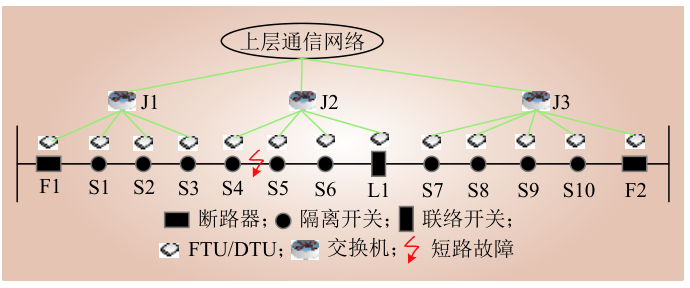 上层通信网络
J1 J2 J3
F1 S1 S2 S3 S4 S5 S6 L1 S7 S8 S9 S10 F2
断路器; 隔离开关; 联络开关;
FTU/DTU; 交换机; 短路故障